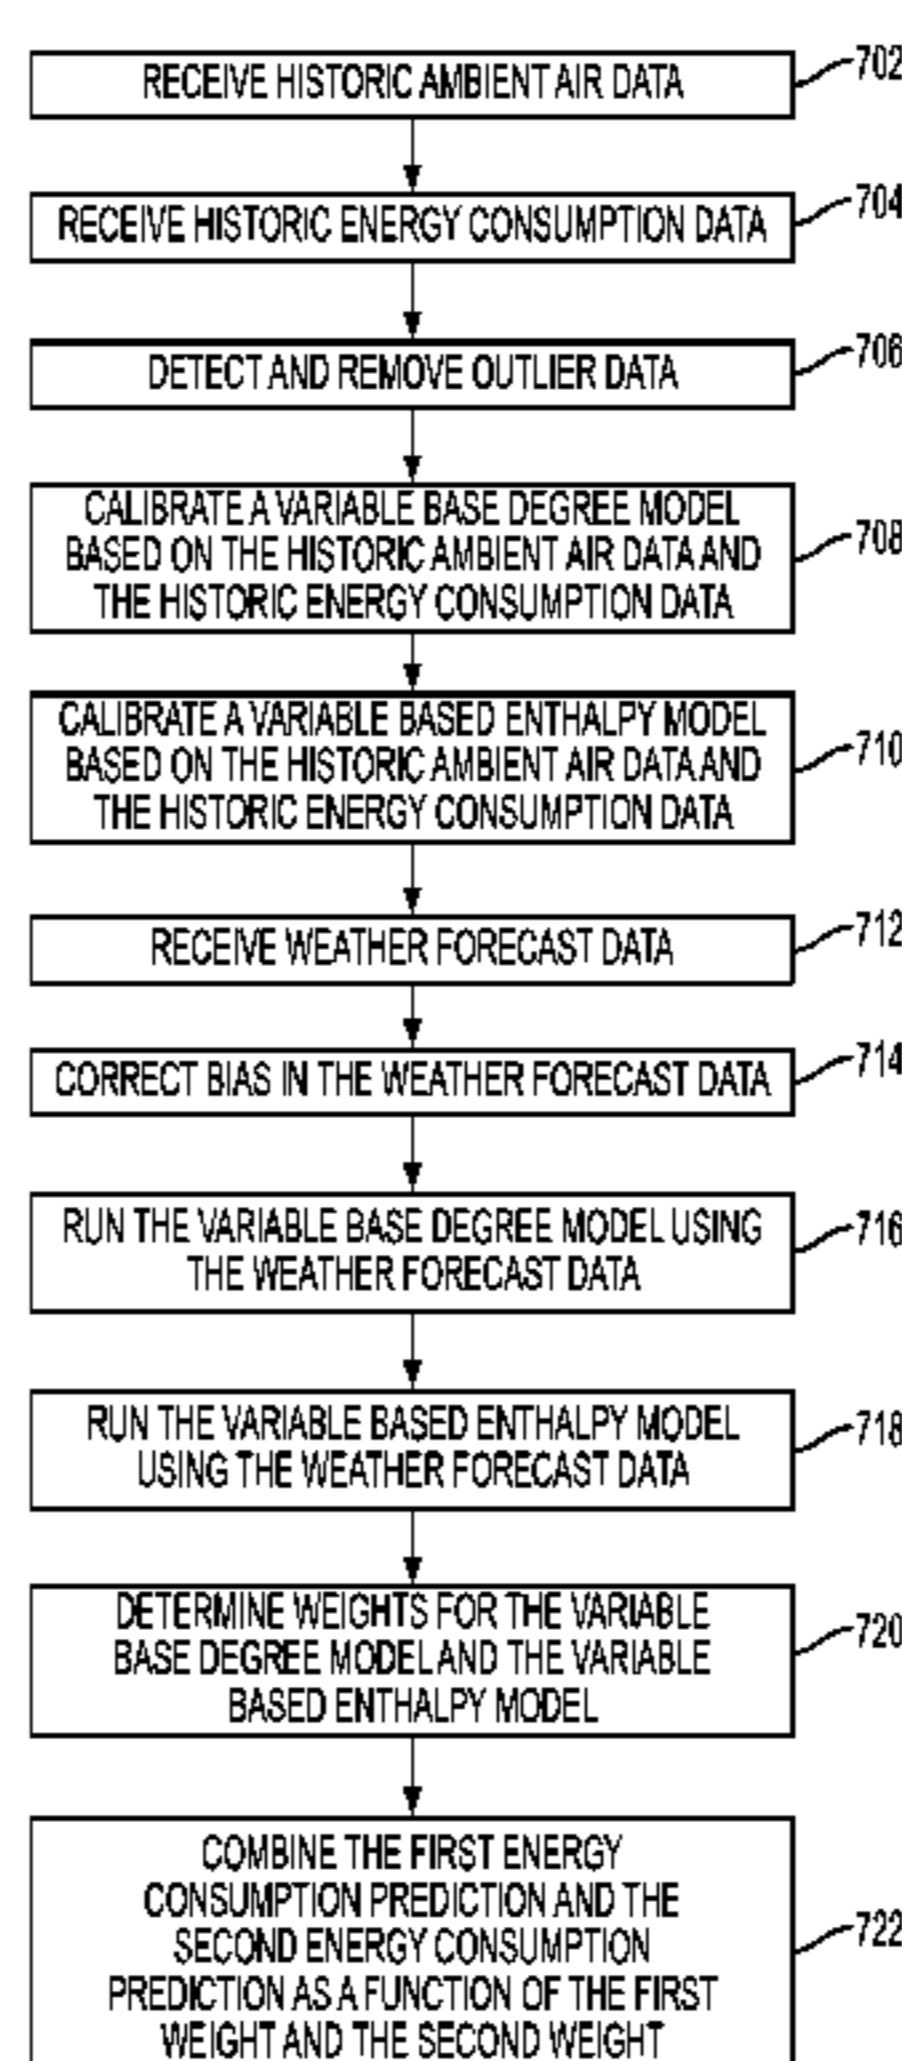 RECEIVE HISTORIC AMBIENT AIR DATA
702
RECEIVE HISTORIC ENERGY CONSUMPTION DATA
704
DETECT AND REMOVE OUTLIER DATA
706
CALIBRATE A VARIABLE BASE DEGREE MODEL
BASED ON THE HISTORIC AMBIENT AIR DATA AND
THE HISTORIC ENERGY CONSUMPTION DATA
708
CALIBRATE A VARIABLE BASED ENTHALPY MODEL
BASED ON THE HISTORIC AMBIENT AIR DATA AND
THE HISTORIC ENERGY CONSUMPTION DATA
710
RECEIVE WEATHER FORECAST DATA
712
CORRECT BIAS IN THE WEATHER FORECAST DATA
714
RUN THE VARIABLE BASE DEGREE MODEL USING
THE WEATHER FORECAST DATA
716
RUN THE VARIABLE BASED ENTHALPY MODEL
USING THE WEATHER FORECAST DATA
718
DETERMINE WEIGHTS FOR THE VARIABLE
BASE DEGREE MODEL AND THE VARIABLE
BASED ENTHALPY MODEL
720
COMBINE THE FIRST ENERGY
CONSUMPTION PREDICTION AND THE
SECOND ENERGY CONSUMPTION
PREDICTION AS A FUNCTION OF THE FIRST
WEIGHT AND THE SECOND WEIGHT
722